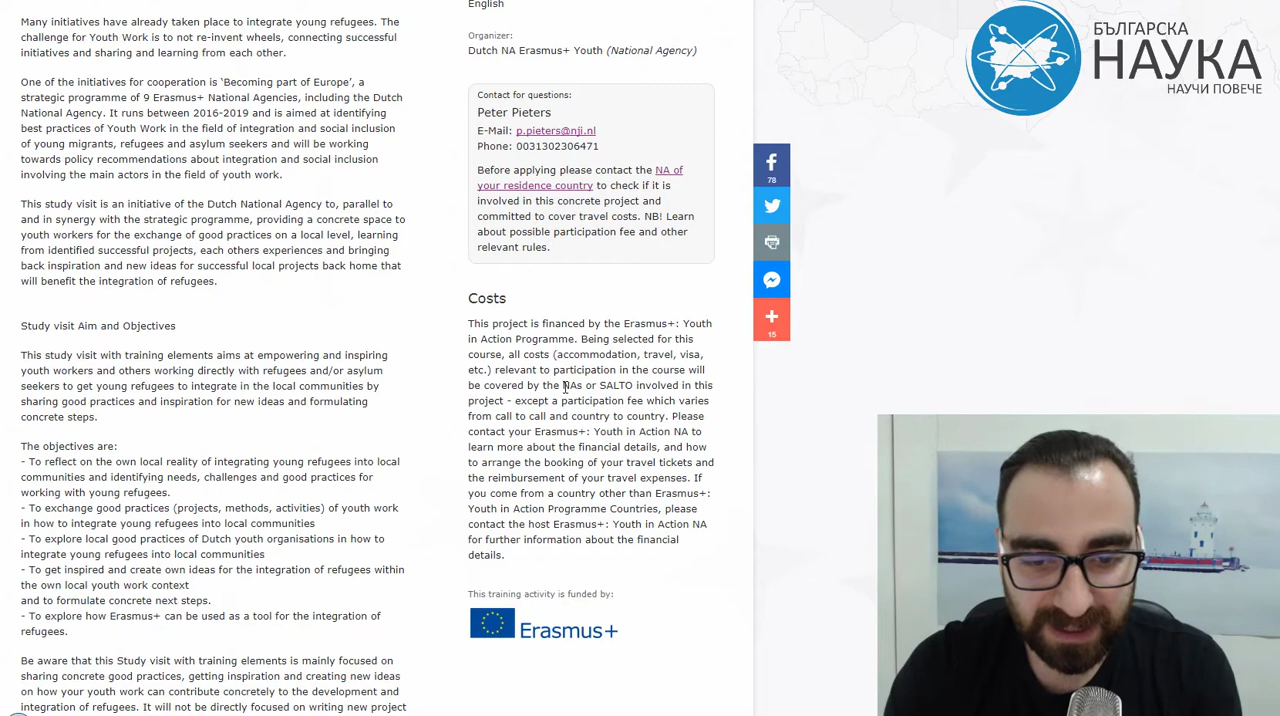 Many initiatives have already taken place to integrate young refugees. The
challenge for Youth Work is to not re-invent wheels, connecting successful
initiatives and sharing and learning from each other.
One of the initiatives for cooperation is ‘Becoming part of Europe’, a
strategic programme of 9 Erasmus+ National Agencies, including the Dutch
National Agency. It runs between 2016-2019 and is aimed at identifying
best practices of Youth Work in the field of integration and social inclusion
of young migrants, refugees and asylum seekers and will be working
towards policy recommendations about integration and social inclusion
involving the main actors in the field of youth work.
This study visit is an initiative of the Dutch National Agency to, parallel to
and in synergy with the strategic programme, providing a concrete space to
youth workers for the exchange of good practices on a local level, learning
from identified successful projects, each others experiences and bringing
back inspiration and new ideas for successful local projects back home that
will benefit the integration of refugees.
Study visit Aim and Objectives
This study visit with training elements aims at empowering and inspiring
youth workers and others working directly with refugees and/or asylum
seekers to get young refugees to integrate in the local communities by
sharing good practices and inspiration for new ideas and formulating
concrete steps.
The objectives are:
- To reflect on the own local reality of integrating young refugees into local
communities and identifying needs, challenges and good practices for
working with young refugees.
- To exchange good practices (projects, methods, activities) of youth work
in how to integrate young refugees into local communities
- To explore local good practices of Dutch youth organisations in how to
integrate young refugees into local communities
- To get inspired and create own ideas for the integration of refugees within
the own local youth work context
and to formulate concrete next steps.
- To explore how Erasmus+ can be used as a tool for the integration of
refugees.
Be aware that this Study visit with training elements is mainly focused on
sharing concrete good practices, getting inspiration and creating new ideas
on how your youth work can contribute concretely to the development and
integration of refugees. It will not be directly focused on writing new project
English
Organizer:
Dutch NA Erasmus+ Youth (National Agency)
Contact for questions:
Peter Pieters
E-Mail: p.pieters@nji.nl
Phone: 0031302306471
Before applying please contact the NA of
your residence country to check if it is
involved in this concrete project and
committed to cover travel costs. NB! Learn
about possible participation fee and other
relevant rules.
Costs
This project is financed by the Erasmus+: Youth
in Action Programme. Being selected for this
course, all costs (accommodation, travel, visa,
etc.) relevant to participation in the course will
be covered by the NAs or SALTO involved in this
project - except a participation fee which varies
from call to call and country to country. Please
contact your Erasmus+: Youth in Action NA to
learn more about the financial details, and how
to arrange the booking of your travel tickets and
the reimbursement of your travel expenses. If
you come from a country other than Erasmus+:
Youth in Action Programme Countries, please
contact the host Erasmus+: Youth in Action NA
for further information about the financial
details.
This training activity is funded by:
Erasmus+
78
15
БЪЛГАРСКА
НАУКА
НАУЧИ ПОВЕЧЕ